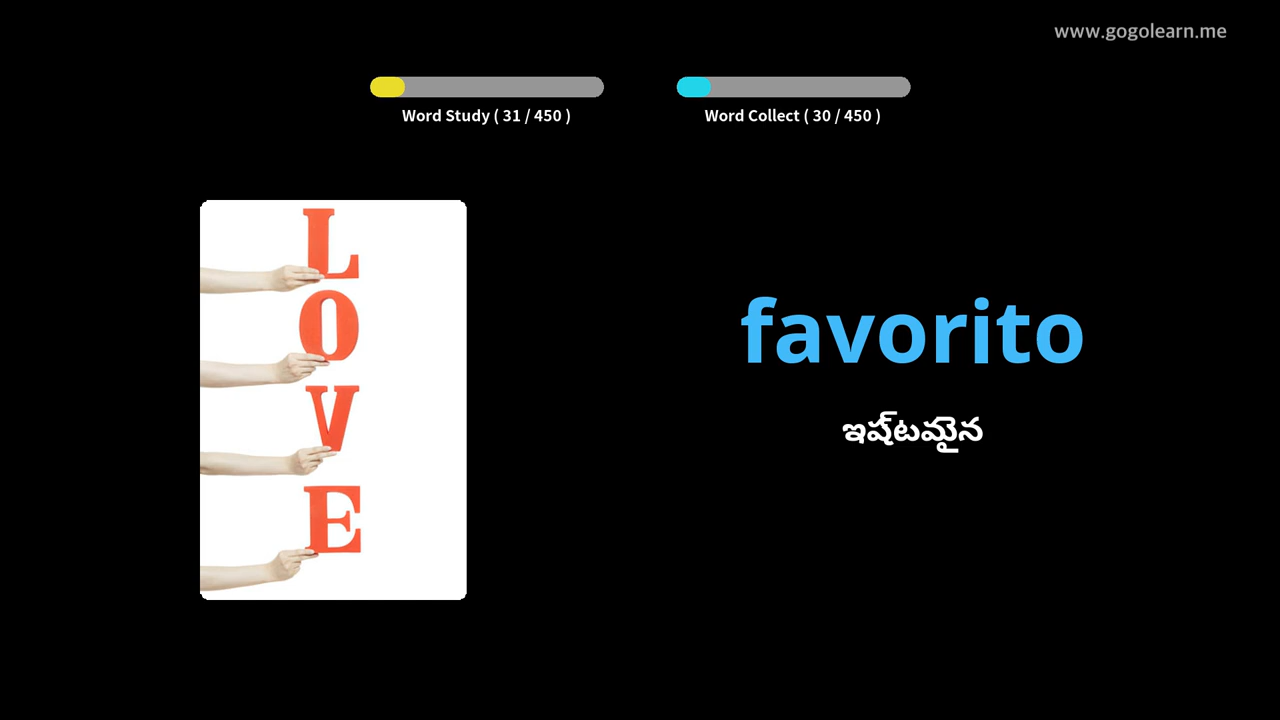 www.gogolearn.me
Word Study ( 31 / 450 )
Word Collect ( 30 / 450 )
L
O
V
E
favorito
ఇష్టమైన